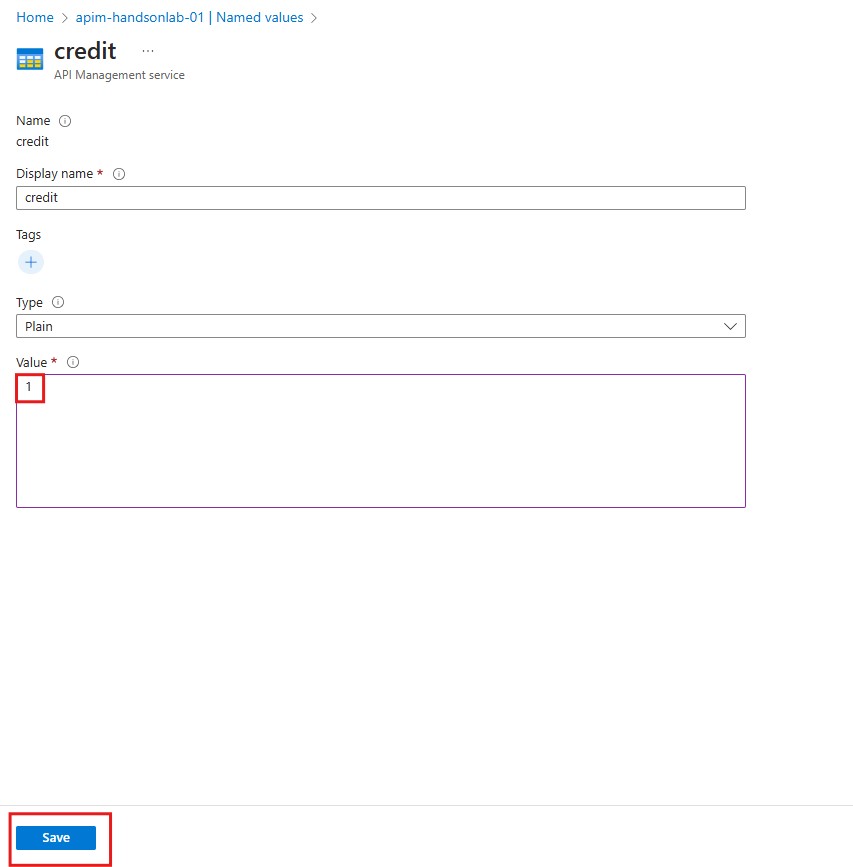 Home > apim-handsonlab-01 | Named values >
credit ...
API Management service
Name
credit
Display name *
credit
Tags
+
Type
Plain
Value *
1
Save